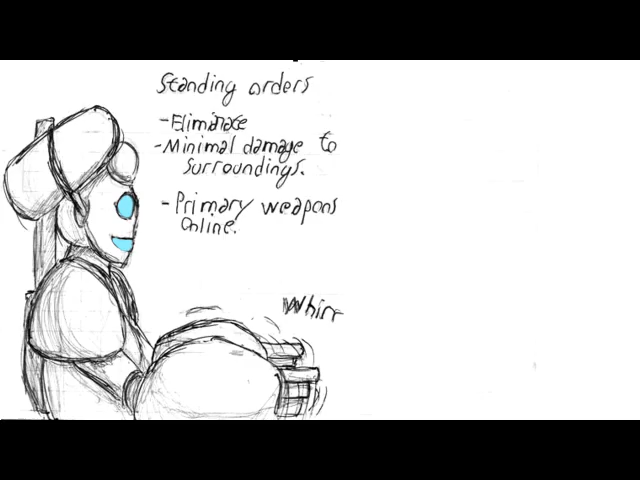 Standing orders
- Eliminate
- Minimal damage to
surroundings.
- Primary weapons
online.
Whirr